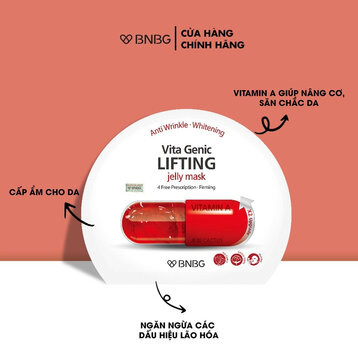 BNBG
CỬA HÀNG
CHÍNH HÃNG
VITAMIN A GIÚP NÂNG CƠ,
SĂN CHẮC DA
Anti Wrinkle · Whitening
Vita Genic
LIFTING
jelly mask
4 Free Prescription · Firming
VITAMIN A
CẤP ẨM CHO DA
BNBG
NGĂN NGỪA CÁC
DẤU HIỆU LÃO HÓA